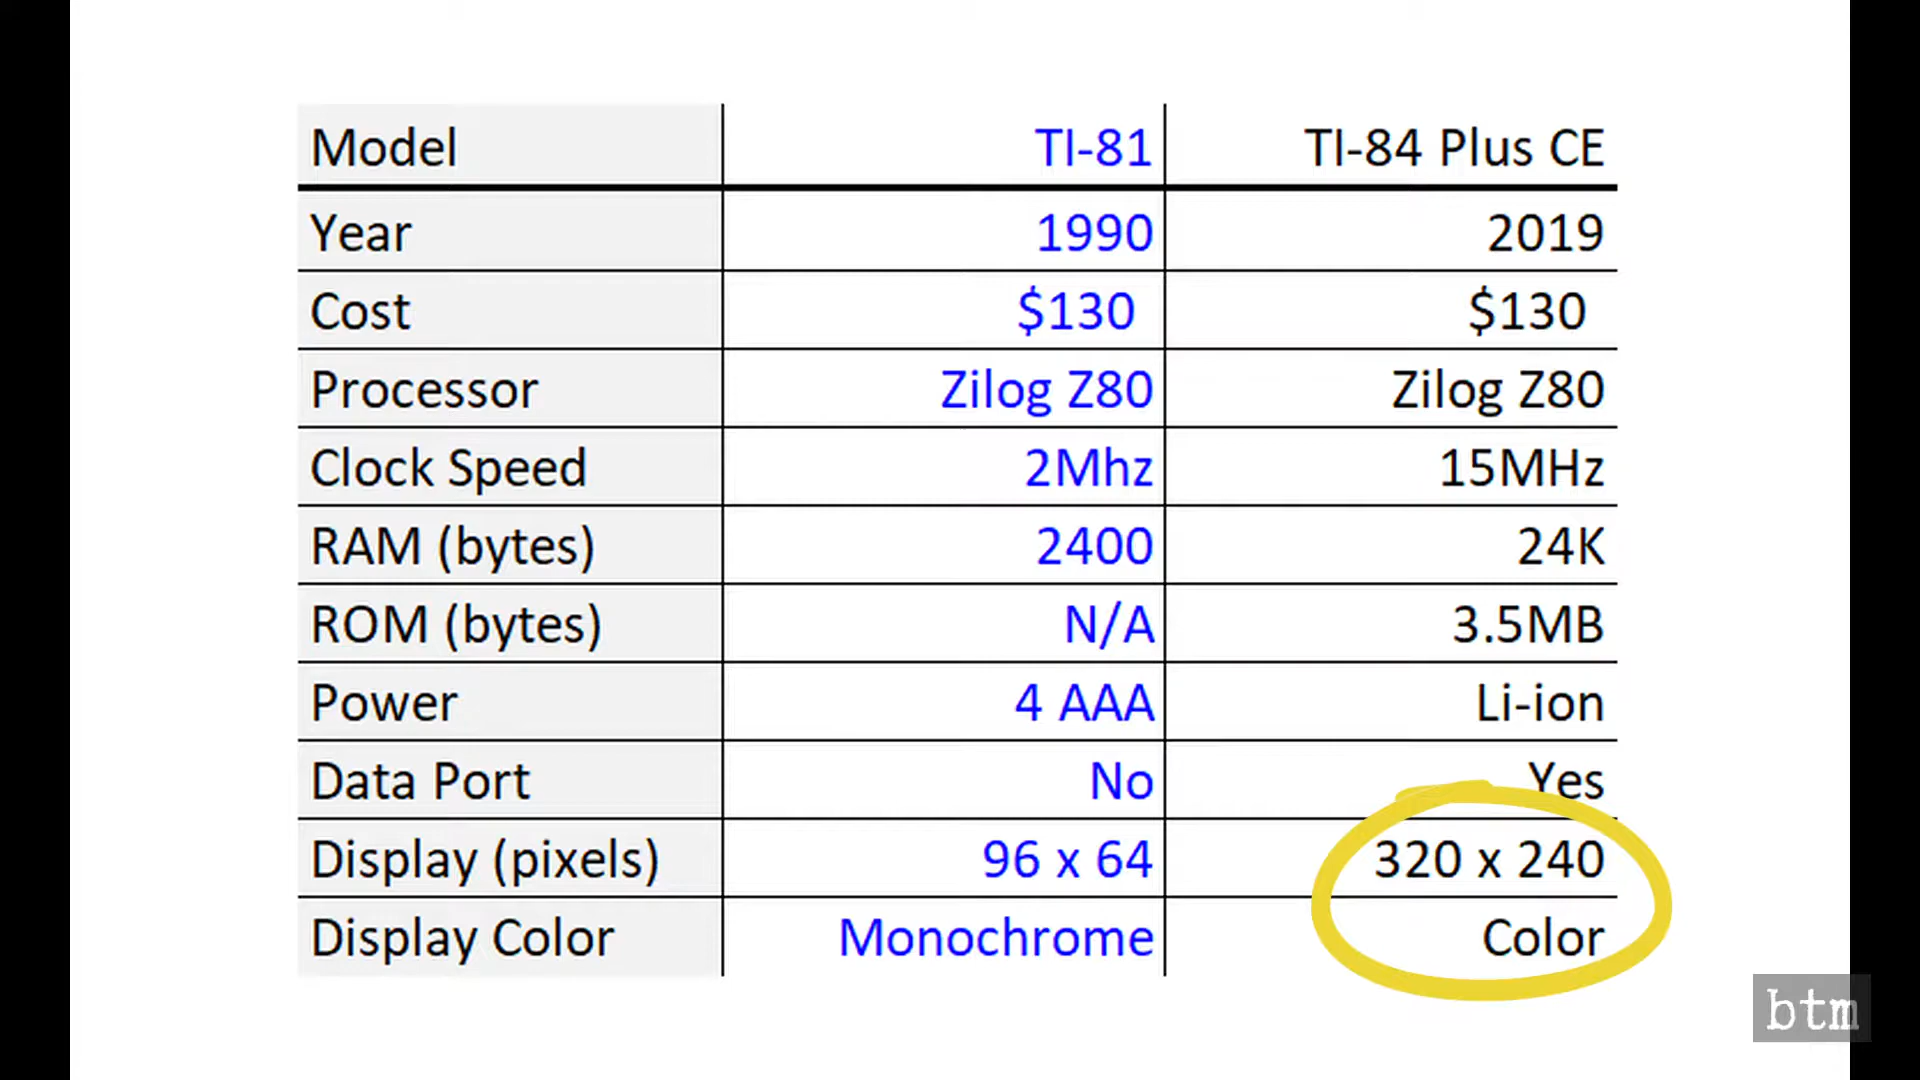 Model TI-81 TI-84 Plus CE
Year 1990 2019
Cost $130 $130
Processor Zilog Z80 Zilog Z80
Clock Speed 2Mhz 15MHz
RAM (bytes) 2400 24K
ROM (bytes) N/A 3.5MB
Power 4 AAA Li-ion
Data Port No Yes
Display (pixels) 96 x 64 320 x 240
Display Color Monochrome Color
btm